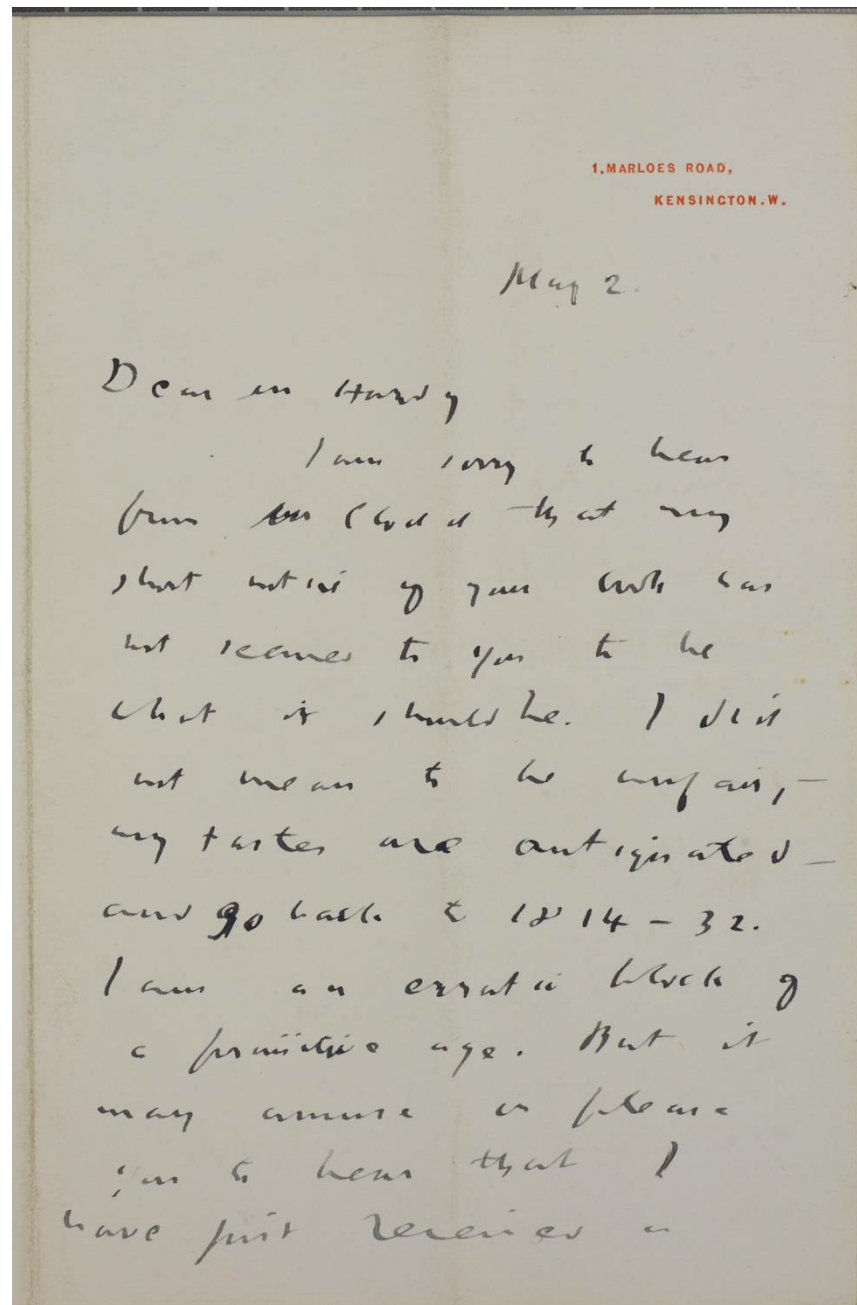 1. MARLOES ROAD,
KENSINGTON. W.
May 2.
Dear Mr Hardy
I am sorry to hear
from Mr Clodd that my
short notice of your book has
not seemed to you to be
what it should be. I did
not mean to be unfair, –
my tastes are antiquated –
and go back to 1814 – 32.
I am an erratic block of
a primitive age. But it
may amuse or please
you to hear that I
have just received a